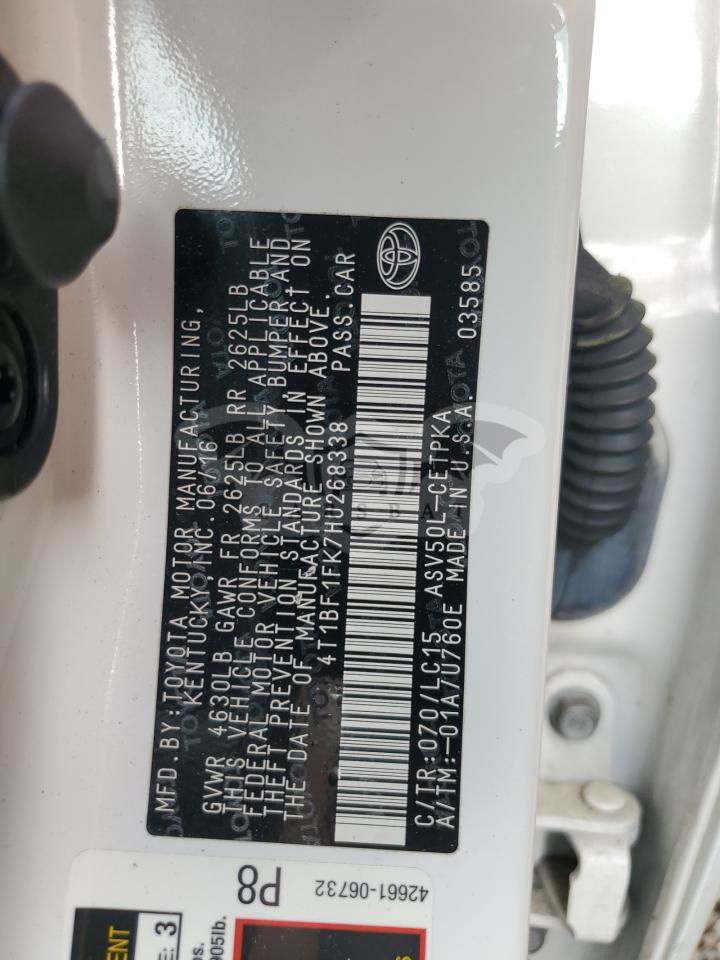 MFD. BY: TOYOTA MOTOR MANUFACTURING,
KENTUCKY, INC. 06/16
GVWR 4630LB GAWR FR 2625LB RR 2625LB
THIS VEHICLE CONFORMS TO ALL APPLICABLE
FEDERAL MOTOR VEHICLE SAFETY BUMPER AND
THEFT PREVENTION STANDARDS IN EFFECT ON
THE DATE OF MANUFACTURE SHOWN ABOVE.
4T1BF1FK7HU268338 PASS.CAR
C/TR:070/LC15 ASV50L-CETPKA
A/TM:-01A/U760E MADE IN U.S.A. 03585
P8
42661-06732
905lb.